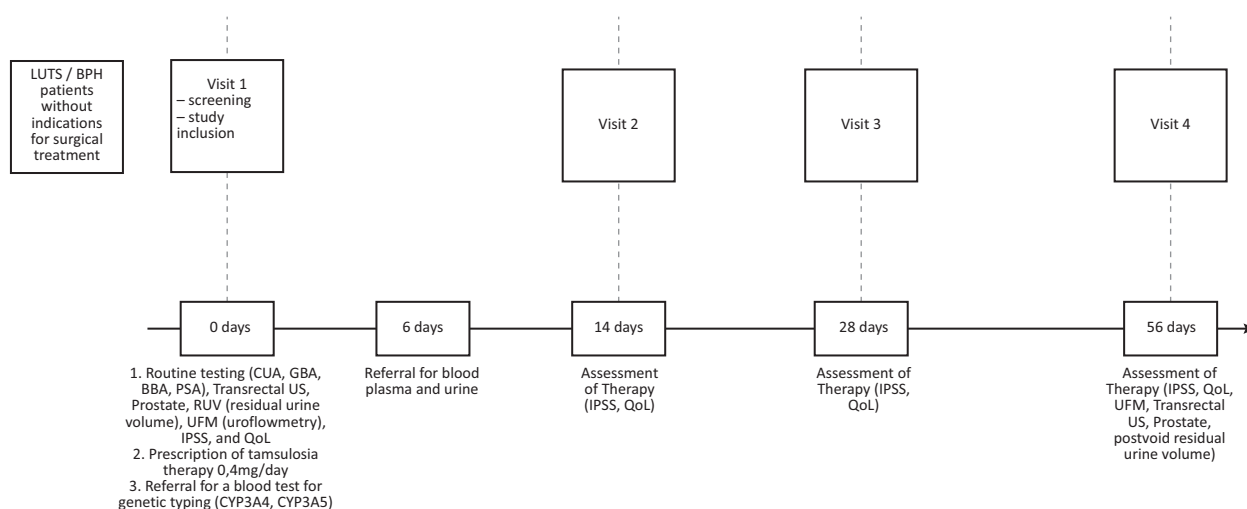 LUTS / BPH
patients
without
indications
for surgical
treatment
Visit 1
– screening
– study
inclusion
Visit 2
Visit 3
Visit 4
0 days
6 days
14 days
28 days
56 days
1. Routine testing (CUA, GBA,
BBA, PSA), Transrectal US,
Prostate, RUV (residual urine
volume), UFM (uroflowmetry),
IPSS, and QoL
2. Prescription of tamsulosia
therapy 0,4mg/day
3. Referral for a blood test for
genetic typing (CYP3A4, CYP3A5)
Referral for blood
plasma and urine
Assessment
of Therapy
(IPSS, QoL)
Assessment of
Therapy (IPSS,
QoL)
Assessment of
Therapy (IPSS, QoL,
UFM, Transrectal
US, Prostate,
postvoid residual
urine volume)